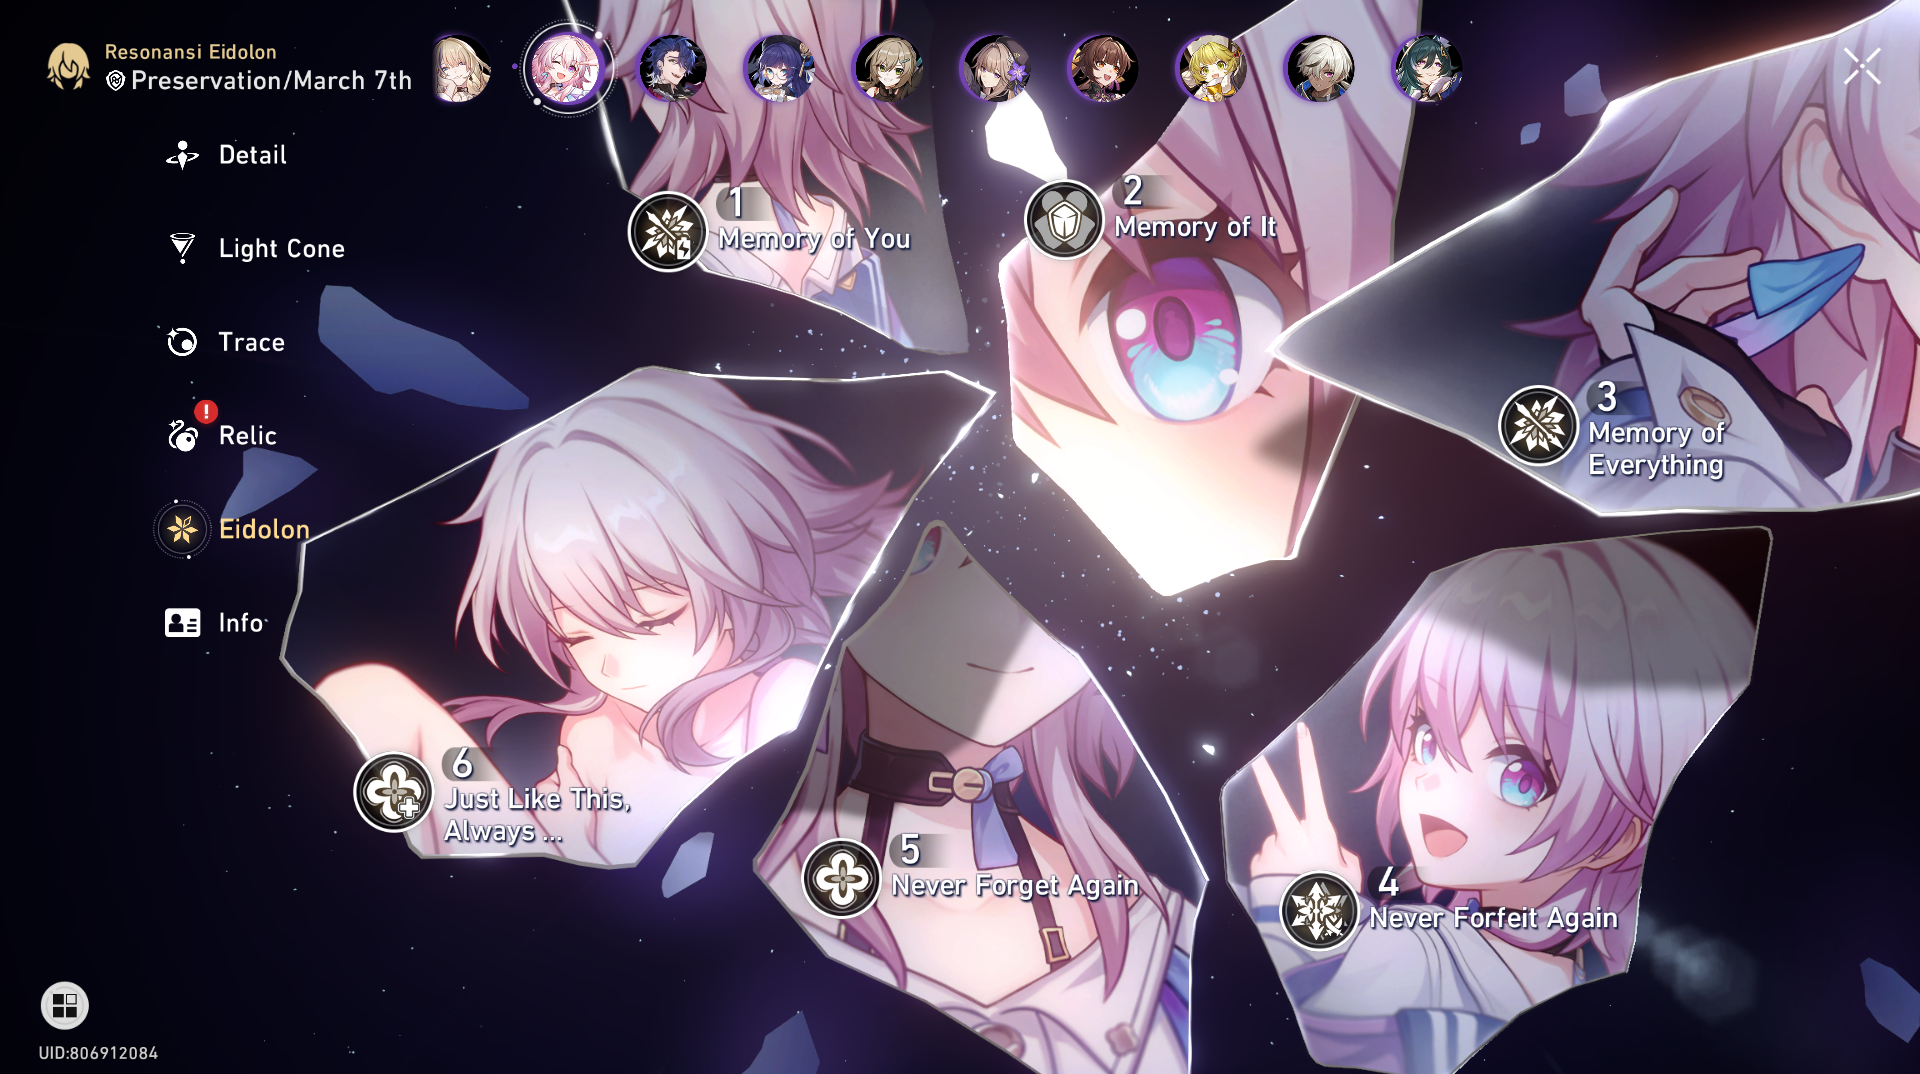 Resonansi Eidolon
Preservation/March 7th
Detail
Light Cone
Trace
Relic
Eidolon
Info
1
Memory of You
2
Memory of It
3
Memory of
Everything
4
Never Forfeit Again
5
Never Forget Again
6
Just Like This,
Always ...
UID:806912084